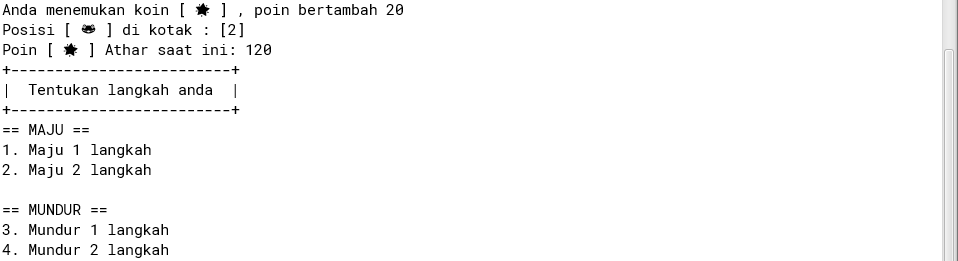 Anda menemukan koin [ 🌟 ] , poin bertambah 20
Posisi [ 🐸 ] di kotak : [2]
Poin [ 🌟 ] Athar saat ini: 120
+-------------------------+
|  Tentukan langkah anda  |
+-------------------------+
== MAJU ==
1. Maju 1 langkah
2. Maju 2 langkah
== MUNDUR ==
3. Mundur 1 langkah
4. Mundur 2 langkah